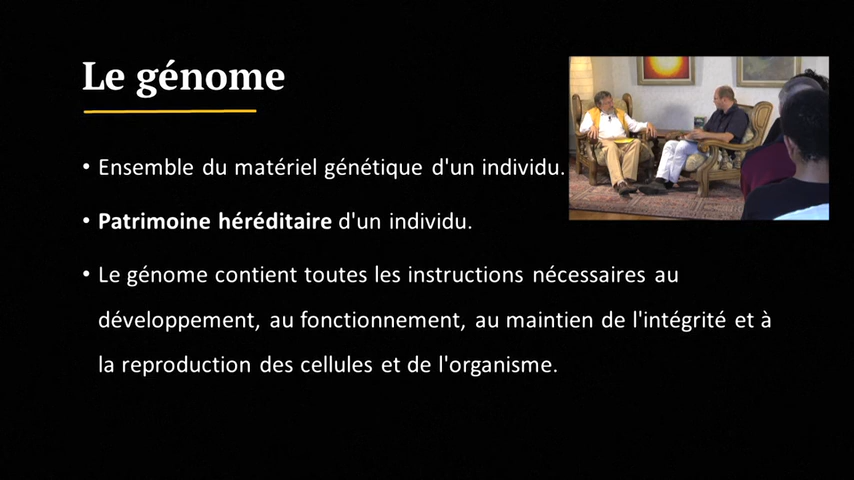 Le génome
• Ensemble du matériel génétique d'un individu.
• Patrimoine héréditaire d'un individu.
• Le génome contient toutes les instructions nécessaires au
développement, au fonctionnement, au maintien de l'intégrité et à
la reproduction des cellules et de l'organisme.